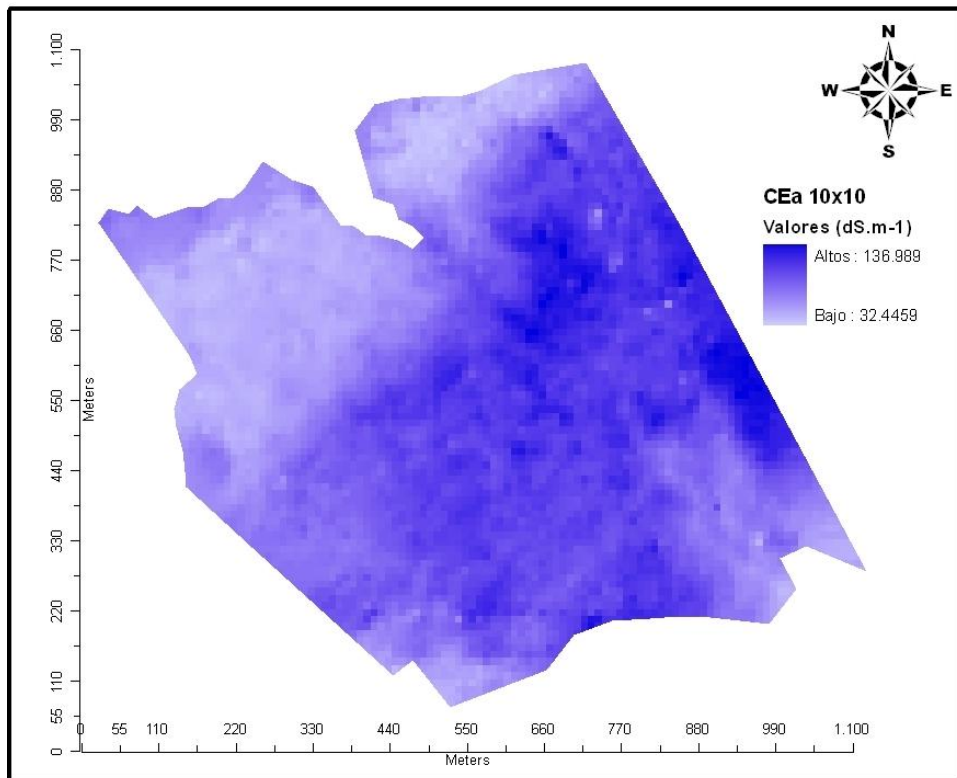 N
W E
S
CEa 10x10
Valores (dS.m-1)
Altos : 136.989
Bajo : 32.4459
1.100
990
880
770
660
550
440
330
220
110
55
0
Meters
0 55 110 220 330 440 550 660 770 880 990 1.100
Meters